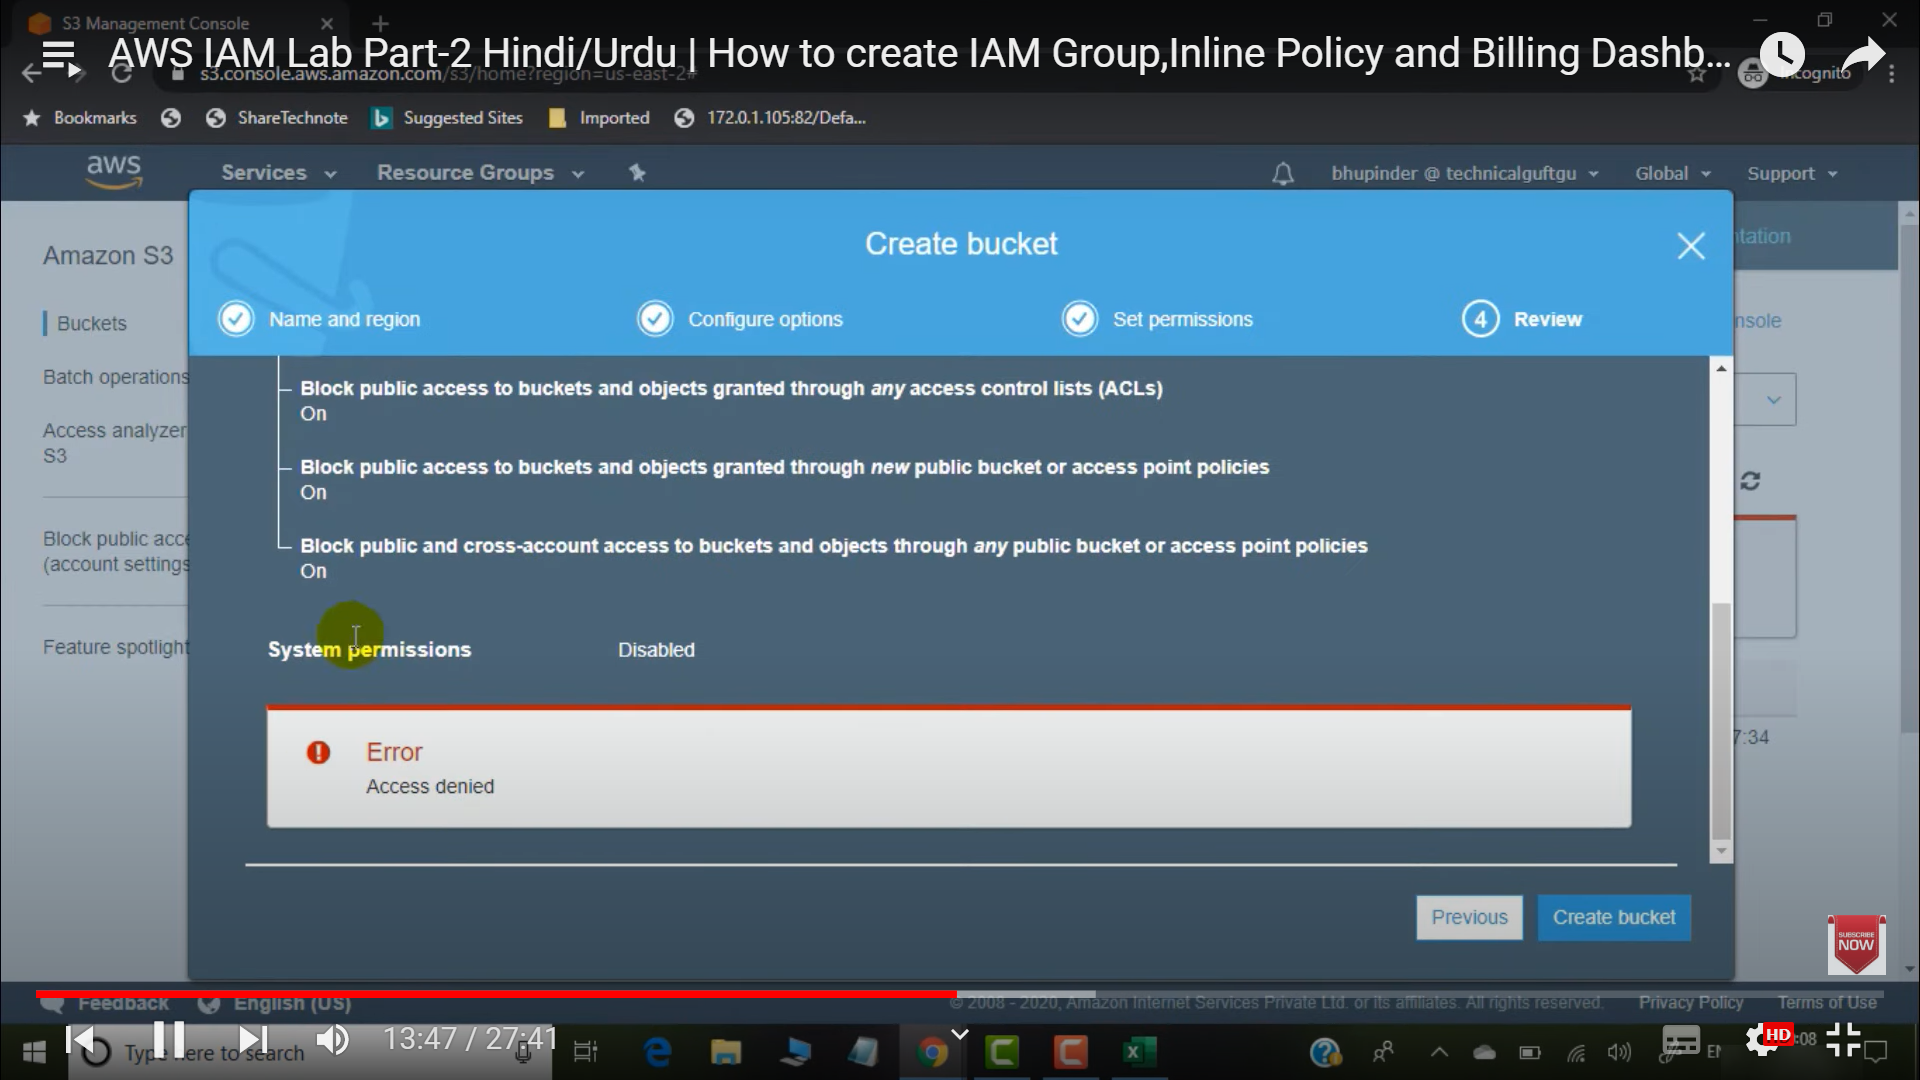 S3 Management Console
AWS IAM Lab Part-2 Hindi/Urdu | How to create IAM Group,Inline Policy and Billing Dashb...
s3.console.aws.amazon.com/s3/home?region=us-east-2#
Incognito
Bookmarks ShareTechnote Suggested Sites Imported 172.0.1.105:82/Defa...
aws Services Resource Groups bhupinder @ technicalguftgu Global Support
Create bucket
Amazon S3
Name and region Configure options Set permissions 4 Review
Buckets
Batch operations
Access analyzer
S3
Block public acce
(account settings
Feature spotlight
ntation
nsole
7:34
Block public access to buckets and objects granted through any access control lists (ACLs)
On
Block public access to buckets and objects granted through new public bucket or access point policies
On
Block public and cross-account access to buckets and objects through any public bucket or access point policies
On
System permissions Disabled
Error
Access denied
Previous Create bucket
SUBSCRIBE
NOW
Feedback English (US) © 2008 - 2020, Amazon Internet Services Private Ltd. or its affiliates. All rights reserved. Privacy Policy Terms of Use
Type here to search
13:47 / 27:41
HD
:08